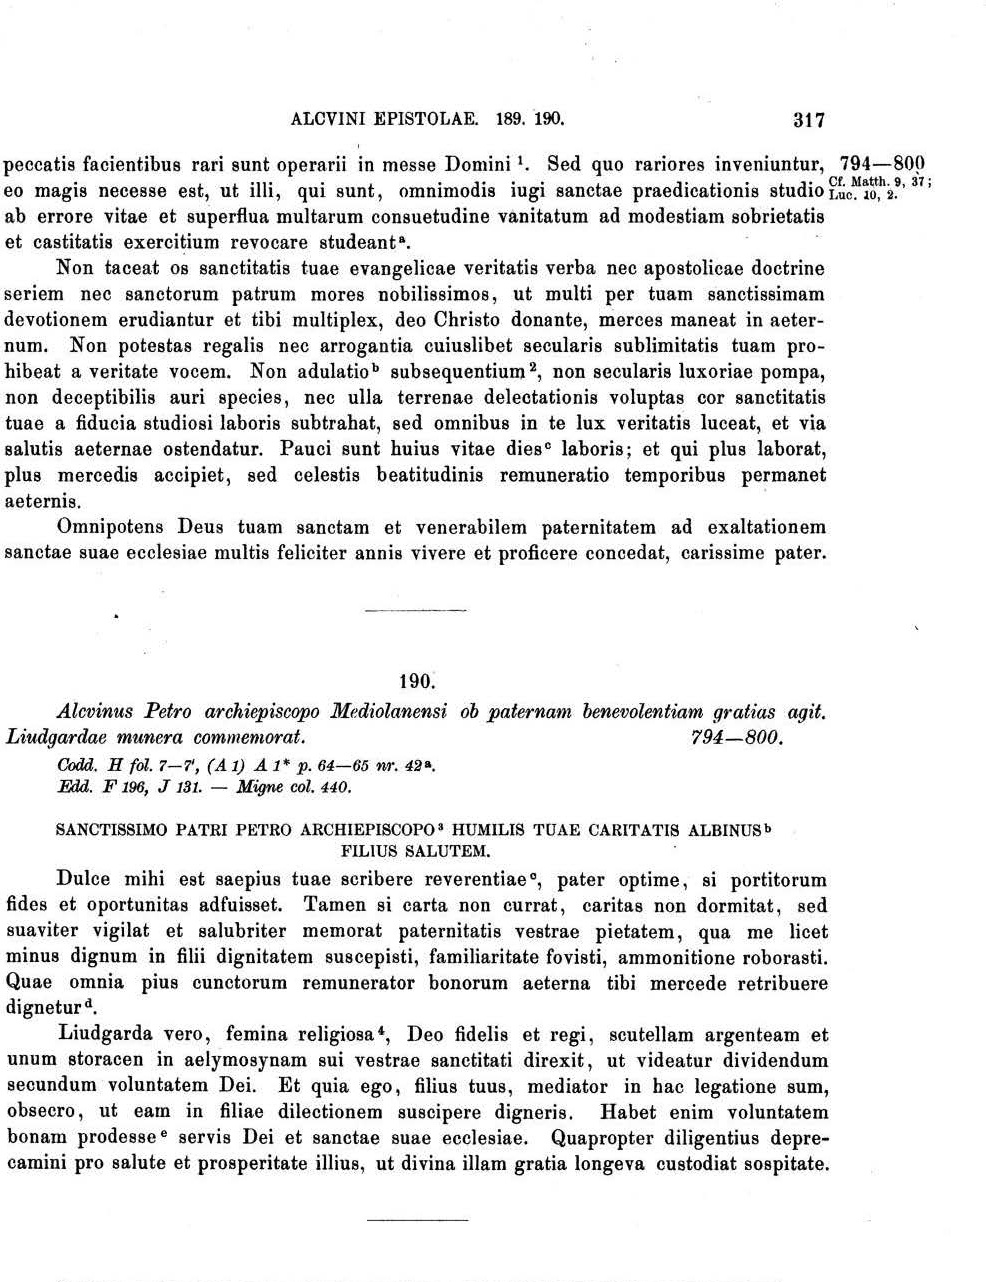 ALCVINI EPISTOLAE. 189. 190. 317
peccatis facientibus rari sunt operarii in messe Domini ¹. Sed quo rariores inveniuntur, 794—800
eo magis necesse est, ut illi, qui sunt, omnimodis iugi sanctae praedicationis studio Cf. Matth. 9, 37; Luc. 10, 2.
ab errore vitae et superflua multarum consuetudine vanitatum ad modestiam sobrietatis
et castitatis exercitium revocare studeant ᵃ.
Non taceat os sanctitatis tuae evangelicae veritatis verba nec apostolicae doctrine
seriem nec sanctorum patrum mores nobilissimos, ut multi per tuam sanctissimam
devotionem erudiantur et tibi multiplex, deo Christo donante, merces maneat in aeter-
num. Non potestas regalis nec arrogantia cuiuslibet secularis sublimitatis tuam pro-
hibeat a veritate vocem. Non adulatio ᵇ subsequentium ², non secularis luxoriae pompa,
non deceptibilis auri species, nec ulla terrenae delectationis voluptas cor sanctitatis
tuae a fiducia studiosi laboris subtrahat, sed omnibus in te lux veritatis luceat, et via
salutis aeternae ostendatur. Pauci sunt huius vitae dies ᶜ laboris; et qui plus laborat,
plus mercedis accipiet, sed celestis beatitudinis remuneratio temporibus permanet
aeternis.
Omnipotens Deus tuam sanctam et venerabilem paternitatem ad exaltationem
sanctae suae ecclesiae multis feliciter annis vivere et proficere concedat, carissime pater.
190.
Alcvinus Petro archiepiscopo Mediolanensi ob paternam benevolentiam gratias agit.
Liudgardae munera commemorat. 794—800.
Codd. H fol. 7—7', (A 1) A 1* p. 64—65 nr. 42ᵃ.
Edd. F 196, J 131. — Migne col. 440.
SANCTISSIMO PATRI PETRO ARCHIEPISCOPO ³ HUMILIS TUAE CARITATIS ALBINUS ᵇ
FILIUS SALUTEM.
Dulce mihi est saepius tuae scribere reverentiae ᶜ, pater optime, si portitorum
fides et oportunitas adfuisset. Tamen si carta non currat, caritas non dormitat, sed
suaviter vigilat et salubriter memorat paternitatis vestrae pietatem, qua me licet
minus dignum in filii dignitatem suscepisti, familiaritate fovisti, ammonitione roborasti.
Quae omnia pius cunctorum remunerator bonorum aeterna tibi mercede retribuere
dignetur ᵈ.
Liudgarda vero, femina religiosa ⁴, Deo fidelis et regi, scutellam argenteam et
unum storacen in aelymosynam sui vestrae sanctitati direxit, ut videatur dividendum
secundum voluntatem Dei. Et quia ego, filius tuus, mediator in hac legatione sum,
obsecro, ut eam in filiae dilectionem suscipere digneris. Habet enim voluntatem
bonam prodesse ᵉ servis Dei et sanctae suae ecclesiae. Quapropter diligentius depre-
camini pro salute et prosperitate illius, ut divina illam gratia longeva custodiat sospitate.